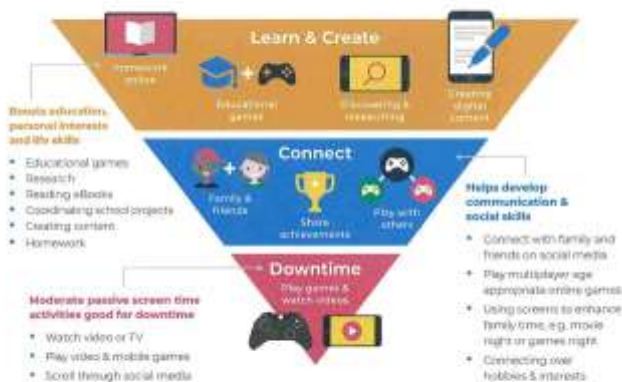 Learn & Create
Homework
online
Educational
games
Discovering &
researching
Creating
digital
content
Boosts education,
personal interests
and life skills
• Educational games
• Research
• Reading eBooks
• Coordinating school projects
• Creating content
• Homework
Connect
Family &
friends
Share
achievements
Play with
others
Helps develop
communication &
social skills
• Connect with family and
friends on social media
• Play multiplayer age
appropriate online games
• Using screens to enhance
family time, e.g. movie
night or games night
• Connecting over
hobbies & interests
Downtime
Play games &
watch videos
Moderate passive screen time
activities good for downtime
• Watch video or TV
• Play video & mobile games
• Scroll through social media